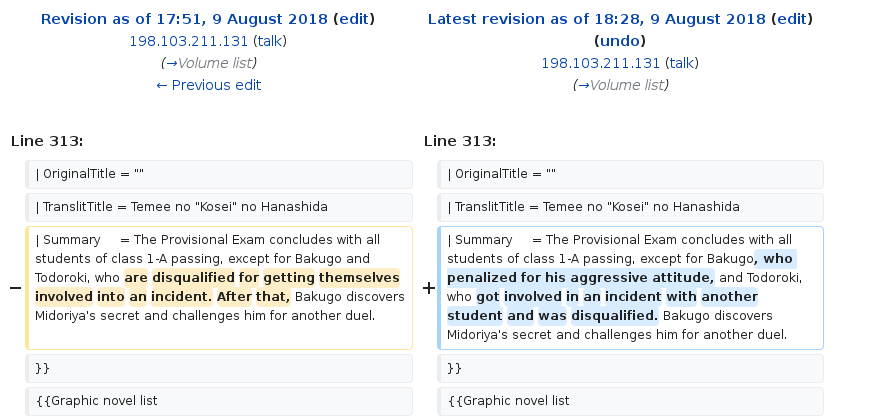 Revision as of 17:51, 9 August 2018 (edit)
198.103.211.131 (talk)
(→Volume list)
← Previous edit
Latest revision as of 18:28, 9 August 2018 (edit)
(undo)
198.103.211.131 (talk)
(→Volume list)
Line 313:
| OriginalTitle = ""
| TranslitTitle = Temee no "Kosei" no Hanashida
− | Summary = The Provisional Exam concludes with all
students of class 1-A passing, except for Bakugo and
Todoroki, who are disqualified for getting themselves
involved into an incident. After that, Bakugo discovers
Midoriya's secret and challenges him for another duel.
}}
{{Graphic novel list
Line 313:
| OriginalTitle = ""
| TranslitTitle = Temee no "Kosei" no Hanashida
+ | Summary = The Provisional Exam concludes with all
students of class 1-A passing, except for Bakugo, who
penalized for his aggressive attitude, and Todoroki,
who got involved in an incident with another
student and was disqualified. Bakugo discovers
Midoriya's secret and challenges him for another duel.
}}
{{Graphic novel list